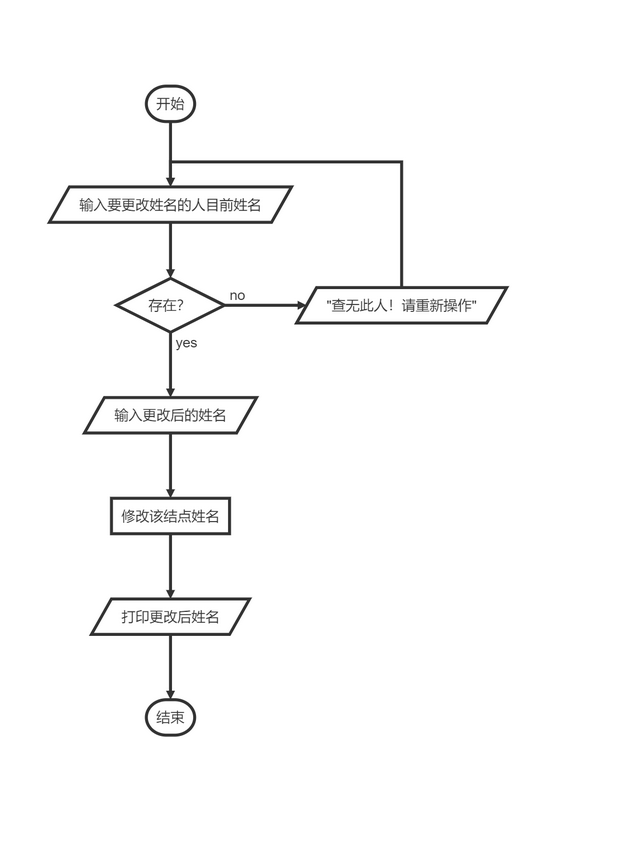 开始
输入要更改姓名的人目前姓名
存在？
no
"查无此人！请重新操作"
yes
输入更改后的姓名
修改该结点姓名
打印更改后姓名
结束